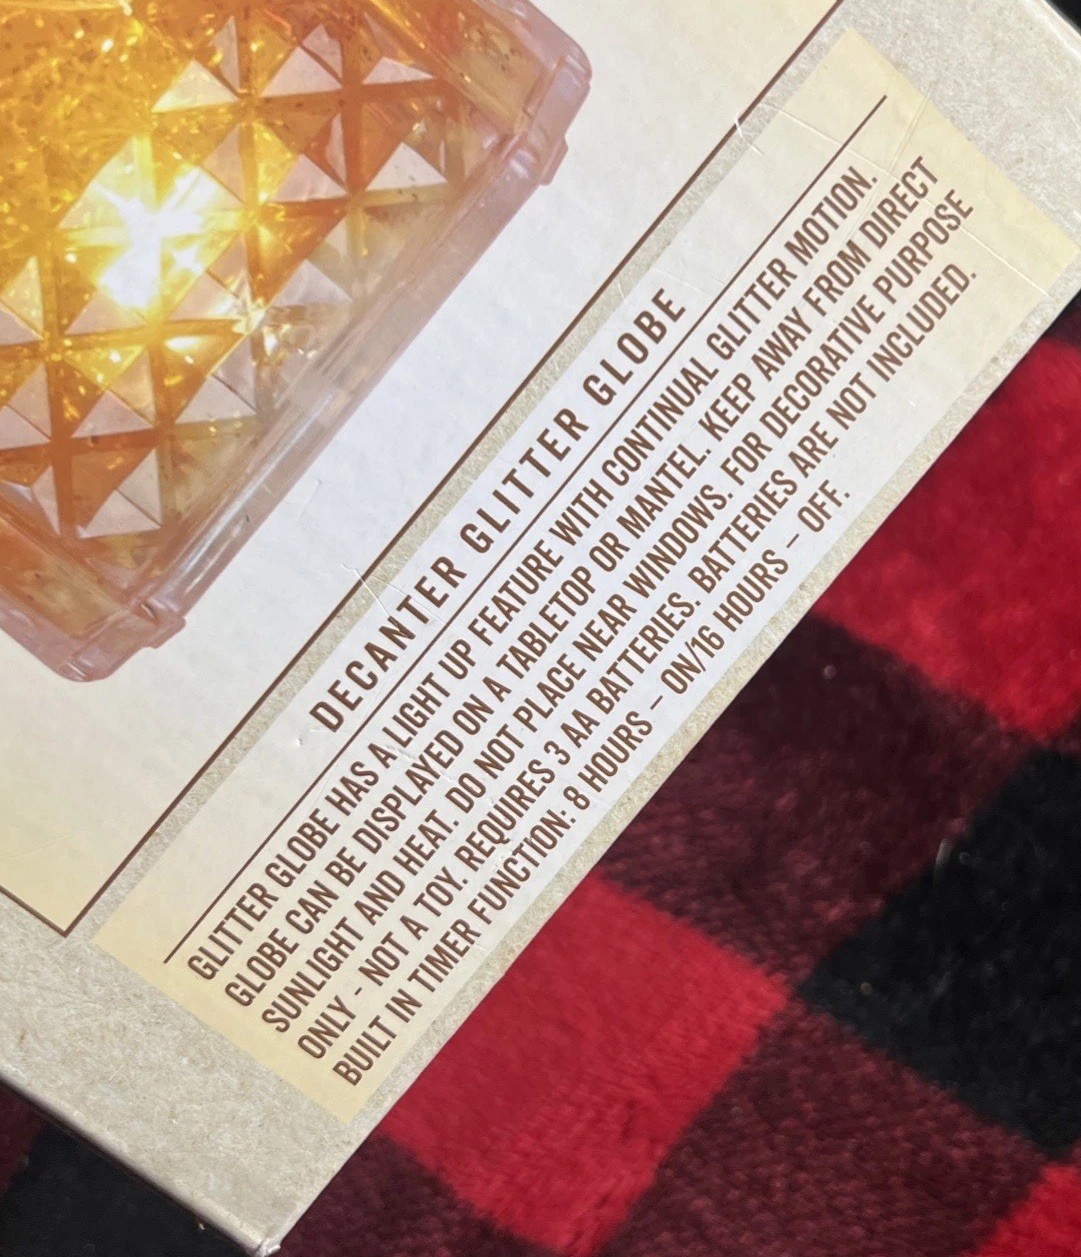 DECANTER GLITTER GLOBE
GLITTER GLOBE HAS A LIGHT UP FEATURE WITH CONTINUAL GLITTER MOTION.
GLOBE CAN BE DISPLAYED ON A TABLETOP OR MANTEL. KEEP AWAY FROM DIRECT
SUNLIGHT AND HEAT. DO NOT PLACE NEAR WINDOWS. FOR DECORATIVE PURPOSE
ONLY - NOT A TOY. REQUIRES 3 AA BATTERIES. BATTERIES ARE NOT INCLUDED.
BUILT IN TIMER FUNCTION: 8 HOURS – ON/16 HOURS – OFF.